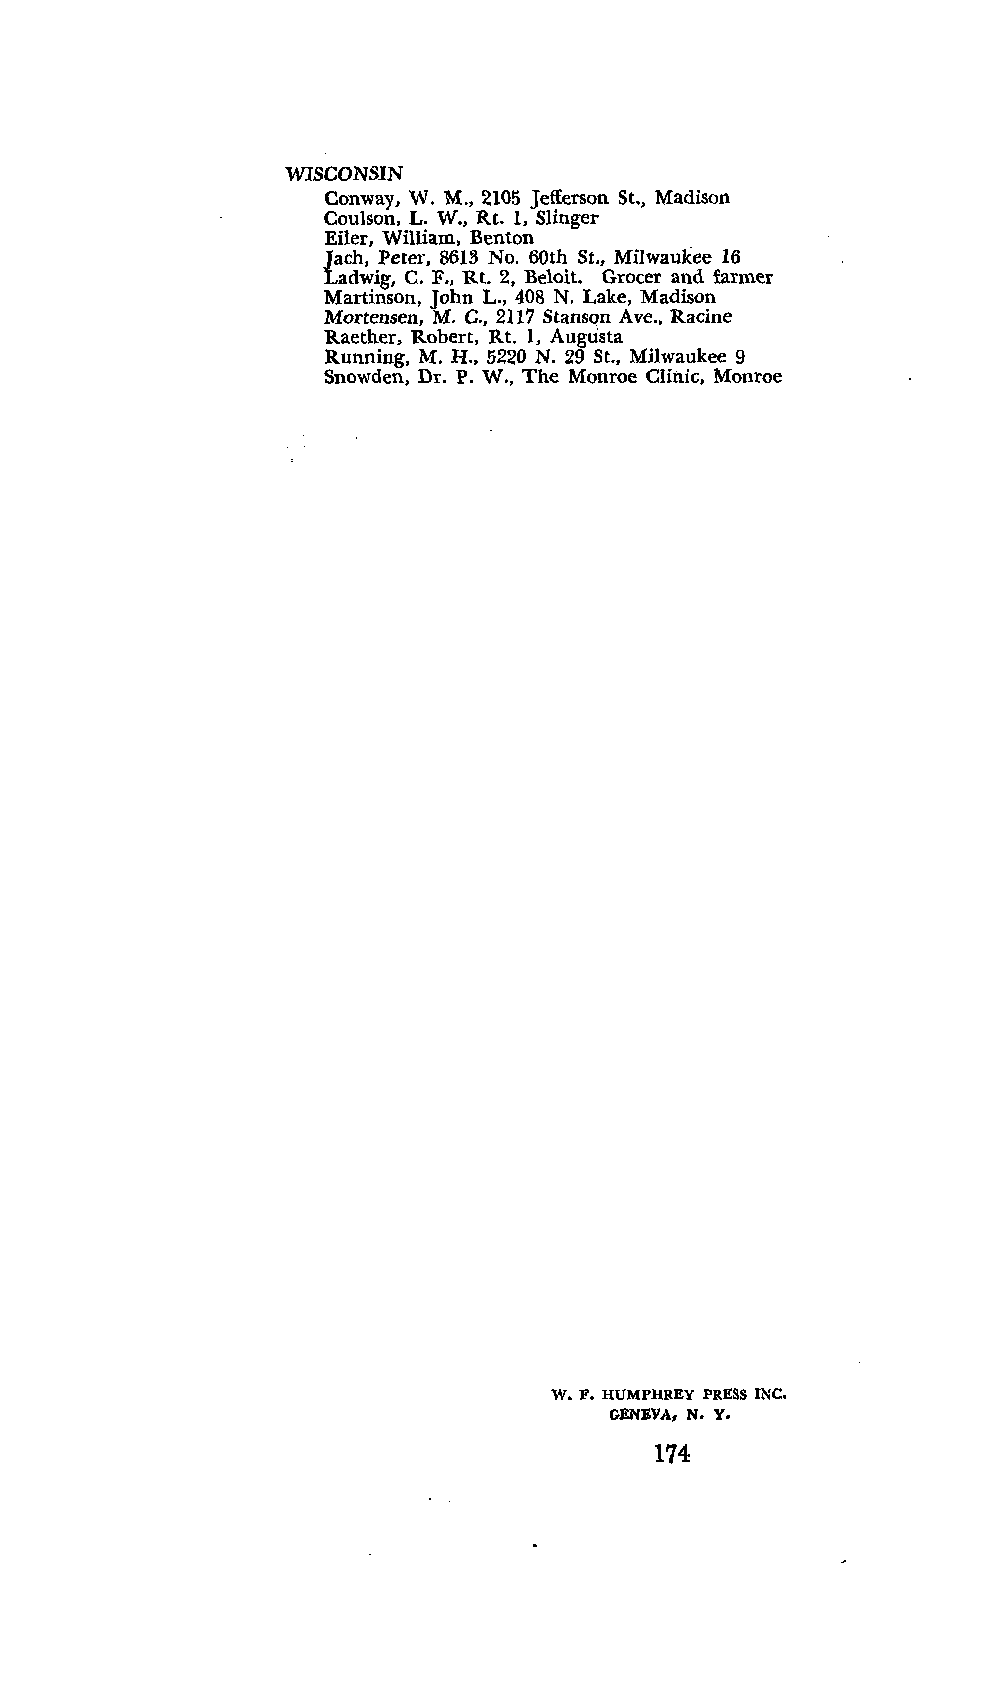 WISCONSIN
Conway, W. M., 2105 Jefferson St., Madison
Coulson, L. W., Rt. 1, Slinger
Eiler, William, Benton
Jach, Peter, 8613 No. 60th St., Milwaukee 16
Ladwig, C. F., Rt. 2, Beloit. Grocer and farmer
Martinson, John L., 408 N. Lake, Madison
Mortensen, M. C., 2117 Stanson Ave., Racine
Raether, Robert, Rt. 1, Augusta
Running, M. H., 5220 N. 29 St., Milwaukee 9
Snowden, Dr. P. W., The Monroe Clinic, Monroe
W. F. HUMPHREY PRESS INC.
GENEVA, N. Y.
174